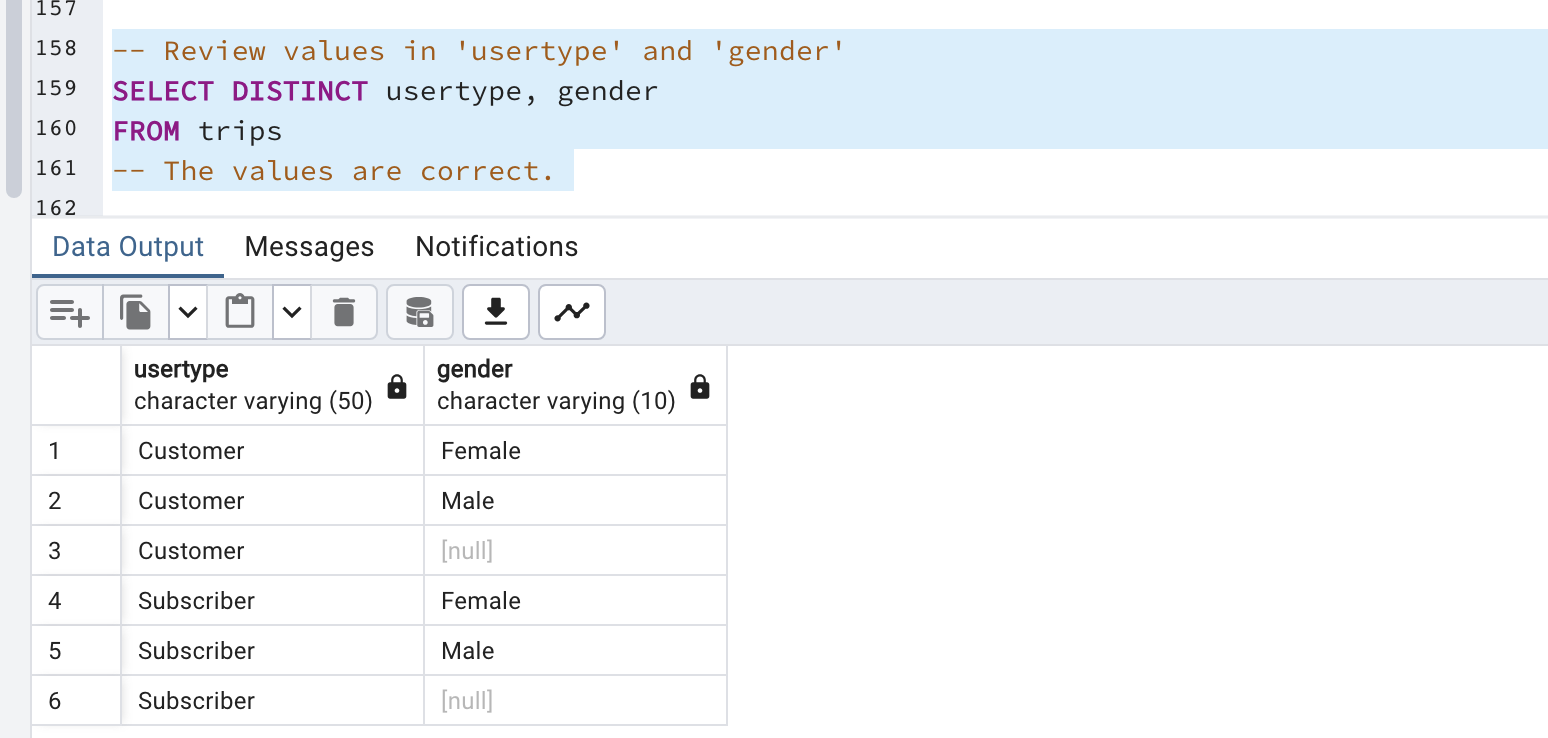 157
158 -- Review values in 'usertype' and 'gender'
159 SELECT DISTINCT usertype, gender
160 FROM trips
161 -- The values are correct.
162
Data Output Messages Notifications
usertype gender
character varying (50) character varying (10)
1 Customer Female
2 Customer Male
3 Customer [null]
4 Subscriber Female
5 Subscriber Male
6 Subscriber [null]